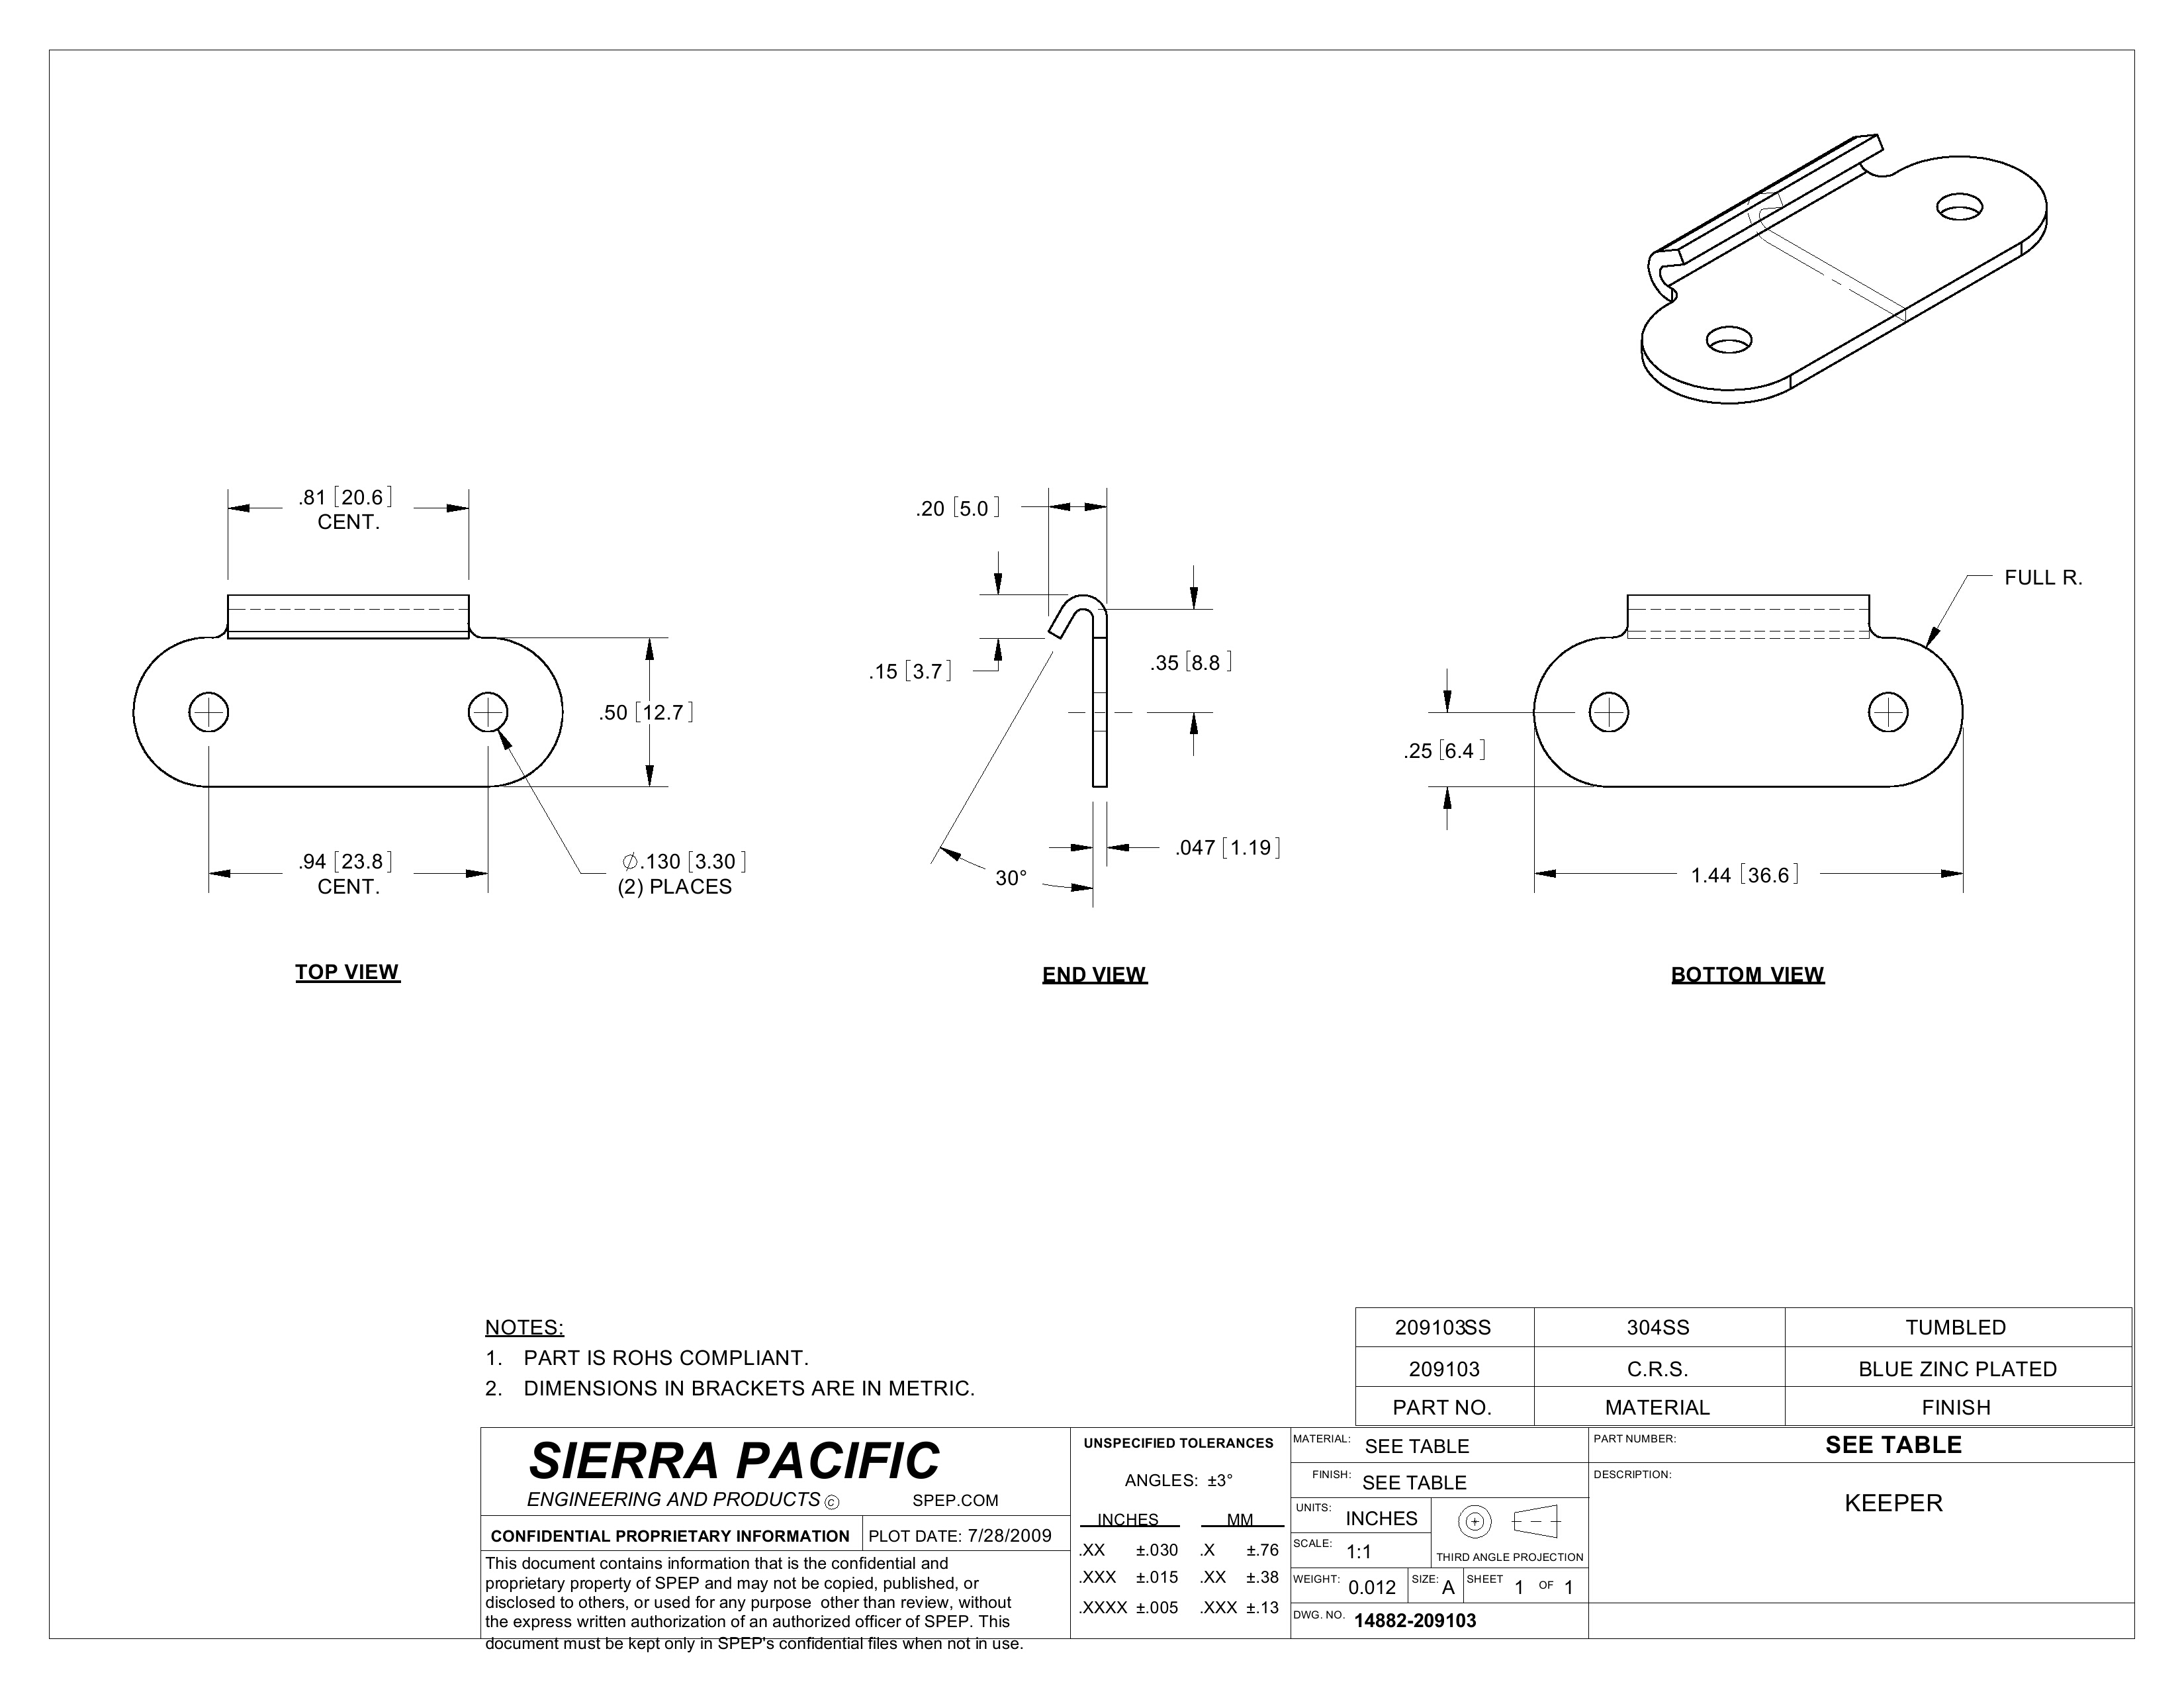 .81 [20.6]
CENT.
.50 [12.7]
.94 [23.8]
CENT.
∅.130 [3.30]
(2) PLACES
TOP VIEW
.20 [5.0]
.15 [3.7]
.35 [8.8]
.047 [1.19]
30°
END VIEW
FULL R.
.25 [6.4]
1.44 [36.6]
BOTTOM VIEW
NOTES:
1. PART IS ROHS COMPLIANT.
2. DIMENSIONS IN BRACKETS ARE IN METRIC.
209103SS 304SS TUMBLED
209103 C.R.S. BLUE ZINC PLATED
PART NO. MATERIAL FINISH
SIERRA PACIFIC
ENGINEERING AND PRODUCTS © SPEP.COM
CONFIDENTIAL PROPRIETARY INFORMATION PLOT DATE: 7/28/2009
This document contains information that is the confidential and
proprietary property of SPEP and may not be copied, published, or
disclosed to others, or used for any purpose other than review, without
the express written authorization of an authorized officer of SPEP. This
document must be kept only in SPEP's confidential files when not in use.
UNSPECIFIED TOLERANCES
ANGLES: ±3°
INCHES MM
.XX ±.030 .X ±.76
.XXX ±.015 .XX ±.38
.XXXX ±.005 .XXX ±.13
MATERIAL: SEE TABLE
FINISH: SEE TABLE
UNITS: INCHES
SCALE: 1:1
THIRD ANGLE PROJECTION
WEIGHT: 0.012 SIZE: A SHEET 1 OF 1
DWG. NO. 14882-209103
PART NUMBER: SEE TABLE
DESCRIPTION:
KEEPER